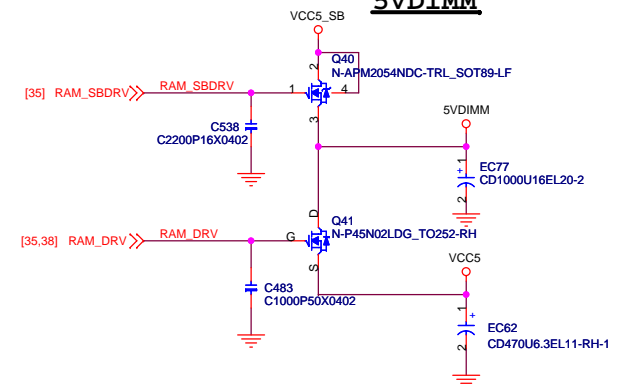 5VDIMM
VCC5_SB
Q40
N-APM2054NDC-TRL_SOT89-LF
2
1
4
3
[35] RAM_SBDRV
RAM_SBDRV
C538
C2200P16X0402
5VDIMM
1
+
EC77
CD1000U16EL20-2
2
D
Q41
N-P45N02LDG_TO252-RH
G
S
[35,38] RAM_DRV
RAM_DRV
C483
C1000P50X0402
VCC5
1
+
EC62
CD470U6.3EL11-RH-1
2